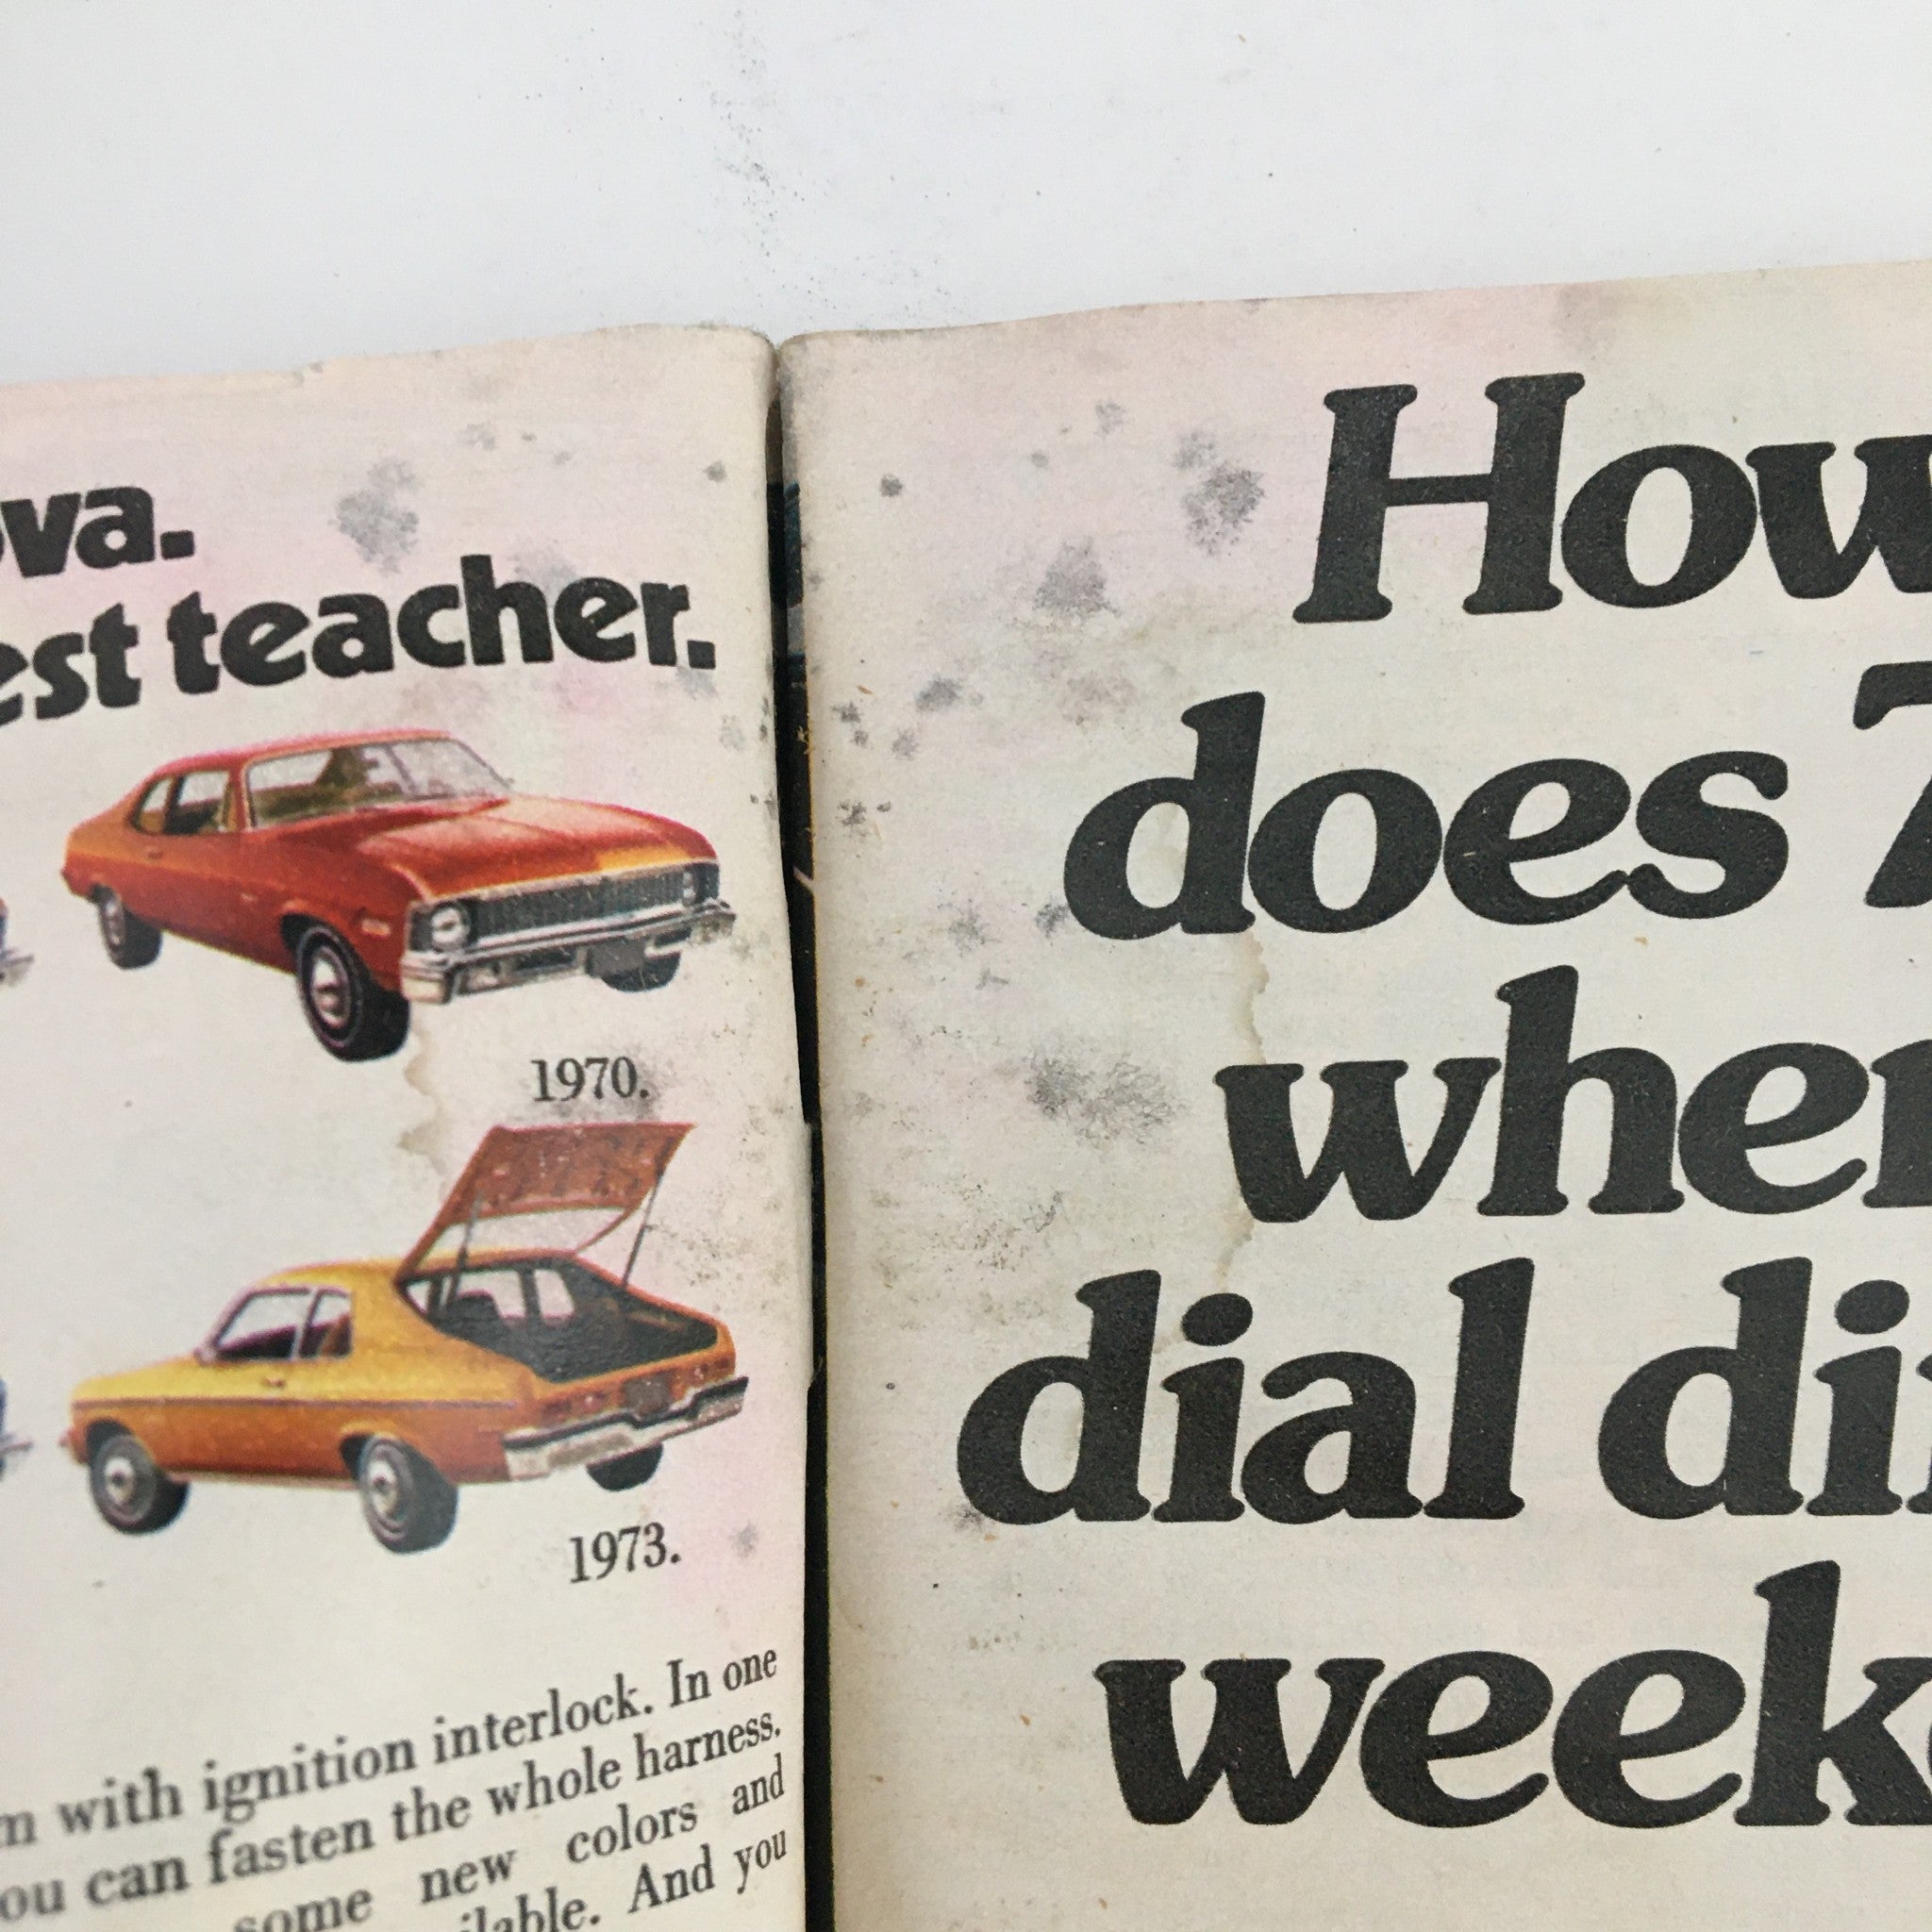 ova.
est teacher.
1970.
1973.
m with ignition interlock. In one
ou can fasten the whole harness.
some new colors and
ilable. And you
How
does 7
when
dial di
week